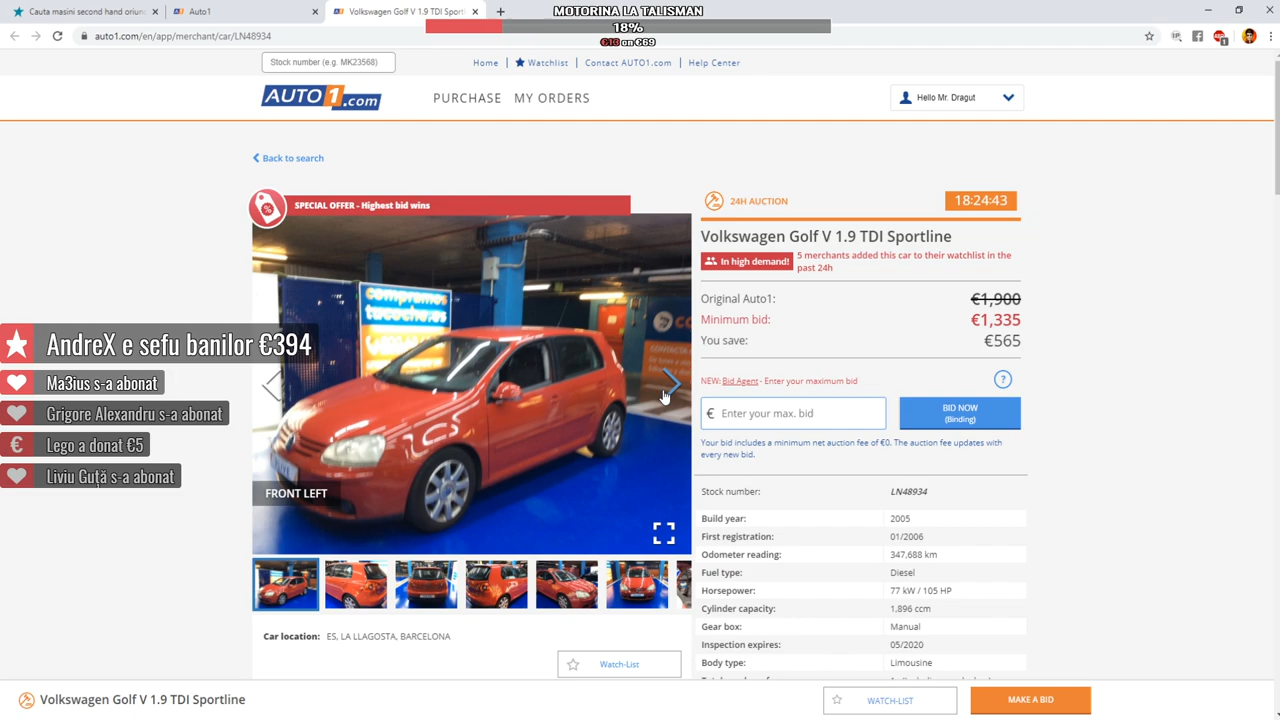 Cauta masini second hand oriun
Auto1
Volkswagen Golf V 1.9 TDI Sportl
MOTORINA LA TALISMAN
18%
€13 on €69
auto1.com/en/app/merchant/car/LN48934
Stock number (e.g. MK23568)
Home | Watchlist | Contact AUTO1.com | Help Center
AUTO1.com
PURCHASE MY ORDERS
Hello Mr. Dragut
Back to search
SPECIAL OFFER - Highest bid wins
24H AUCTION
18:24:43
Volkswagen Golf V 1.9 TDI Sportline
In high demand!
5 merchants added this car to their watchlist in the
past 24h
Original Auto1: €1,900
Minimum bid: €1,335
You save: €565
NEW: Bid Agent - Enter your maximum bid
?
€ Enter your max. bid
BID NOW
(Binding)
Your bid includes a minimum net auction fee of €0. The auction fee updates with
every new bid.
compramos
tucoche.es
AndreX e sefu banilor €394
Ma3ius s-a abonat
Grigore Alexandru s-a abonat
Lego a donat €5
Liviu Guță s-a abonat
FRONT LEFT
Stock number: LN48934
Build year: 2005
First registration: 01/2006
Odometer reading: 347,688 km
Fuel type: Diesel
Horsepower: 77 kW / 105 HP
Cylinder capacity: 1,896 ccm
Gear box: Manual
Inspection expires: 05/2020
Body type: Limousine
Car location: ES, LA LLAGOSTA, BARCELONA
Watch-List
Volkswagen Golf V 1.9 TDI Sportline
WATCH-LIST
MAKE A BID